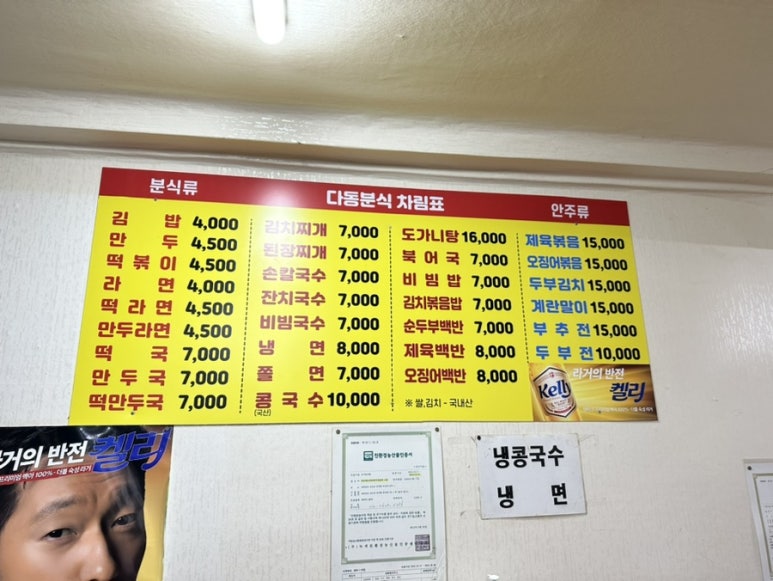 분식류
다동분식 차림표
안주류
김 밥 4,000
만 두 4,500
떡볶이 4,500
라 면 4,000
떡라면 4,500
만두라면 4,500
떡 국 7,000
만두국 7,000
떡만두국 7,000
김치찌개 7,000
된장찌개 7,000
손칼국수 7,000
잔치국수 7,000
비빔국수 7,000
냉 면 8,000
쫄 면 7,000
콩국수 10,000
(국산)
도가니탕 16,000
북어국 7,000
비빔밥 7,000
김치볶음밥 7,000
순두부백반 7,000
제육백반 8,000
오징어백반 8,000
※ 쌀,김치 - 국내산
제육볶음 15,000
오징어볶음 15,000
두부김치 15,000
계란말이 15,000
부추전 15,000
두부전 10,000
라거의 반전
켈리
Kelly
거의 반전 켈리
친환경농산물인증서
냉콩국수
냉 면